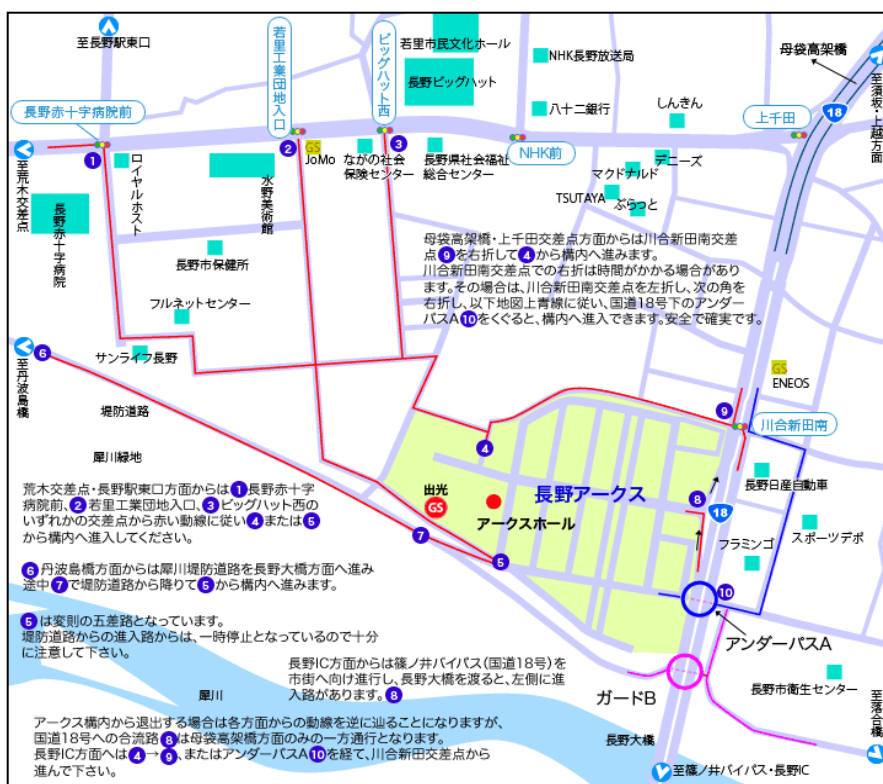 至長野駅東口
若里工業団地入口
ビッグハット西
若里市民文化ホール
長野ビッグハット
NHK長野放送局
母袋高架橋
至須坂・上越方面
18
八十二銀行
しんきん
上千田
長野赤十字病院前
1
2
GS
JoMo
3
ながの社会
保険センター
長野県社会福祉
総合センター
NHK前
デニーズ
マクドナルド
TSUTAYA
ぶらっと
至荒木交差点
ロイヤルホスト
水野美術館
長野赤十字病院
長野市保健所
フルネットセンター
サンライフ長野
母袋高架橋・上千田交差点方面からは川合新田南交差
点9を右折して4から構内へ進みます。
川合新田南交差点での右折は時間がかかる場合があり
ます。その場合は、川合新田南交差点を左折し、次の角を
右折し、以下地図上青線に従い、国道18号下のアンダー
パスA10をくぐると、構内へ進入できます。安全で確実です。
6
至丹波島橋
堤防道路
犀川緑地
GS
ENEOS
9
川合新田南
4
長野日産自動車
荒木交差点・長野駅東口方面からは1長野赤十字
病院前、2若里工業団地入口、3ビッグハット西の
いずれかの交差点から赤い動線に従い4または5
から構内へ進入してください。
出光
GS
長野アークス
アークスホール
8
18
スポーツデポ
フラミンゴ
7
5
10
6丹波島橋方面からは犀川堤防道路を長野大橋方面へ進み
途中7で堤防道路から降りて5から構内へ進みます。
5は変則の五差路となっています。
堤防道路からの進入路からは、一時停止となっているので十分
に注意して下さい。
アンダーパスA
長野IC方面からは篠ノ井バイパス(国道18号)を
市街へ向け進行し、長野大橋を渡ると、左側に進
入路があります。8
ガードB
長野市衛生センター
犀川
至落合橋
アークス構内から退出する場合は各方面からの動線を逆に辿ることになりますが、
国道18号への合流路8は母袋高架橋方面のみの一方通行となります。
長野IC方面へは4→9、またはアンダーパスA10を経て、川合新田交差点から
進んで下さい。
長野大橋
至篠ノ井バイパス・長野IC